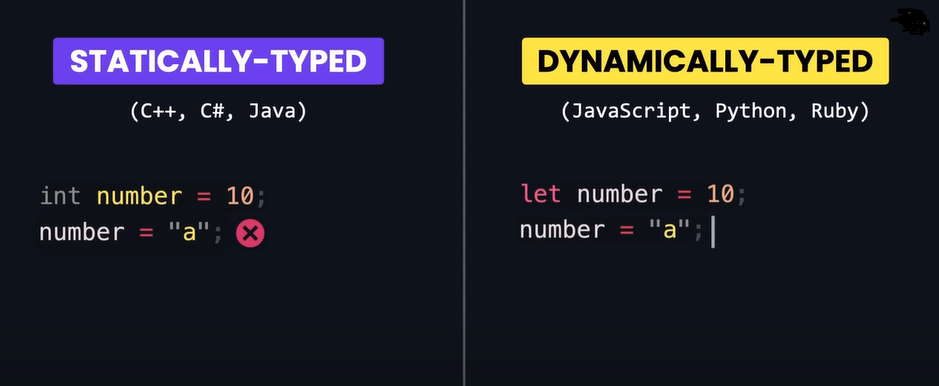 STATICALLY-TYPED
(C++, C#, Java)
int number = 10;
number = "a";
DYNAMICALLY-TYPED
(JavaScript, Python, Ruby)
let number = 10;
number = "a";